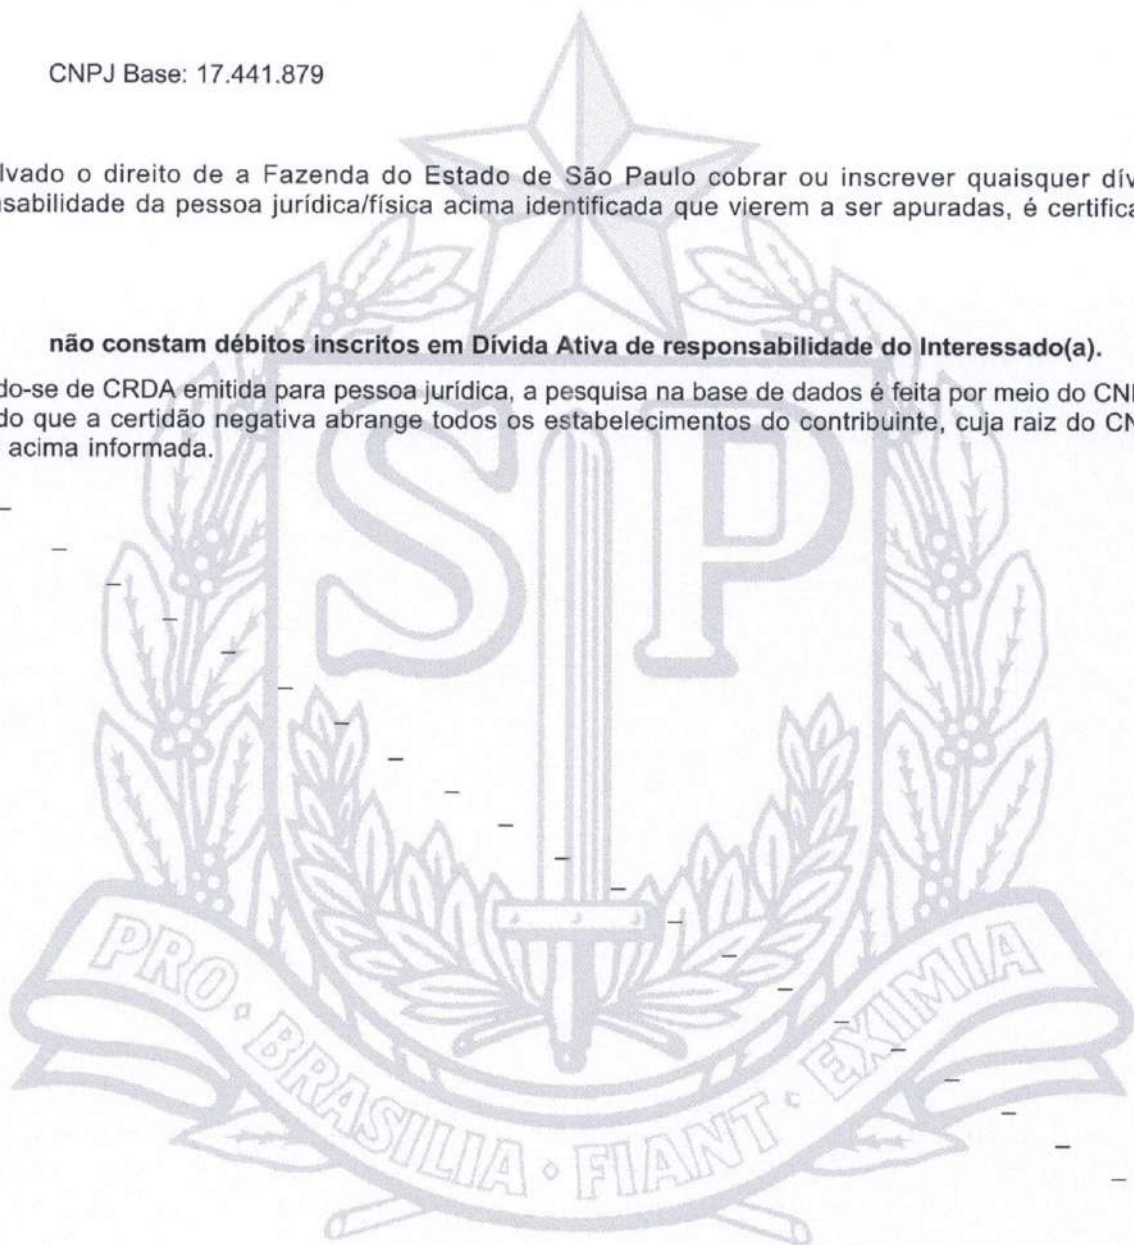 CNPJ Base: 17.441.879
lvado o direito de a Fazenda do Estado de São Paulo cobrar ou inscrever quaisquer dív
nsabilidade da pessoa jurídica/física acima identificada que vierem a ser apuradas, é certifica
não constam débitos inscritos em Dívida Ativa de responsabilidade do Interessado(a).
do-se de CRDA emitida para pessoa jurídica, a pesquisa na base de dados é feita por meio do CN
do que a certidão negativa abrange todos os estabelecimentos do contribuinte, cuja raiz do CN
acima informada.
SP
PRO · BRASILIA · FIANT · EXIMIA